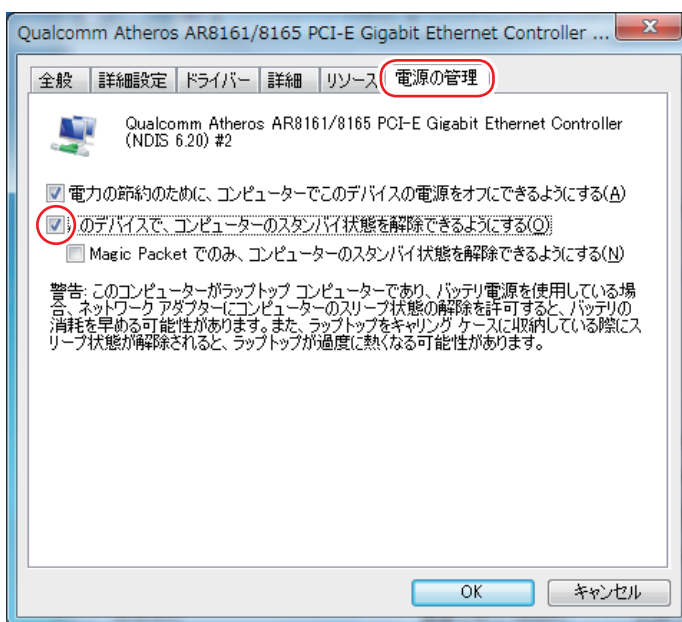 Qualcomm Atheros AR8161/8165 PCI-E Gigabit Ethernet Controller ...
全般 詳細設定 ドライバー 詳細 リソース 電源の管理
Qualcomm Atheros AR8161/8165 PCI-E Gigabit Ethernet Controller
(NDIS 6.20) #2
電力の節約のために、コンピューターでこのデバイスの電源をオフにできるようにする(A)
のデバイスで、コンピューターのスタンバイ状態を解除できるようにする(O)
Magic Packet でのみ、コンピューターのスタンバイ状態を解除できるようにする(N)
警告: このコンピューターがラップトップ コンピューターであり、バッテリ電源を使用している場
合、ネットワーク アダプターにコンピューターのスリープ状態の解除を許可すると、バッテリの
消耗を早める可能性があります。また、ラップトップをキャリング ケースに収納している際にス
リープ状態が解除されると、ラップトップが過度に熱くなる可能性があります。
OK キャンセル